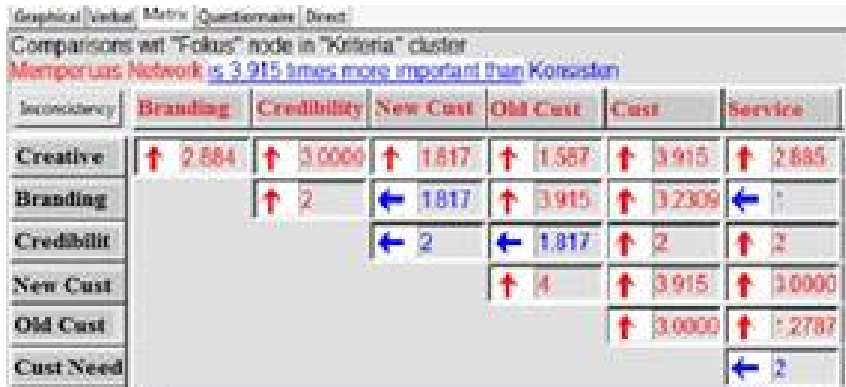 Graphical Verbal Matrix Questionnaire Direct
Comparisons wrt "Fokus" node in "Kriteria" cluster
Memperluas Network is 3.915 times more important than Konsisten
Inconsistency Branding Credibility New Cust Old Cust Cust Service
Creative 2.884 3.0000 1.817 1.587 3.915 2.885
Branding 2 1.817 3.915 3.2309
Credibilit 2 1.817 2 2
New Cust 4 3.915 3.0000
Old Cust 3.0000
Cust Need 2